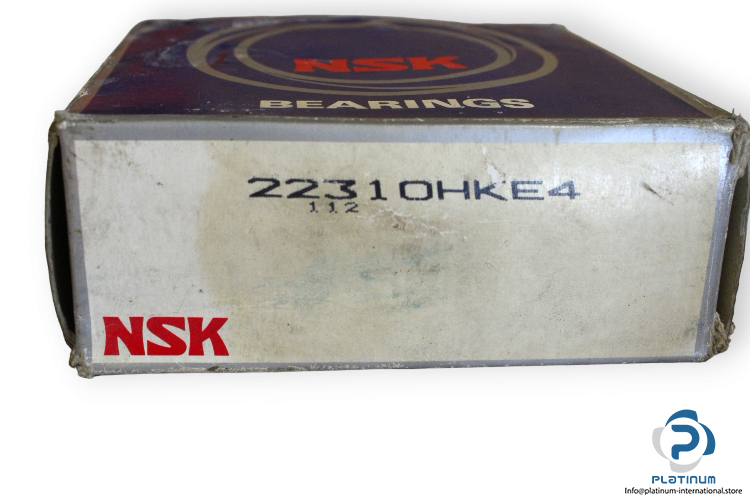 NSK
BEARINGS
22310HKE4
112
NSK
P
PLATINUM
Info@platinum-international.store